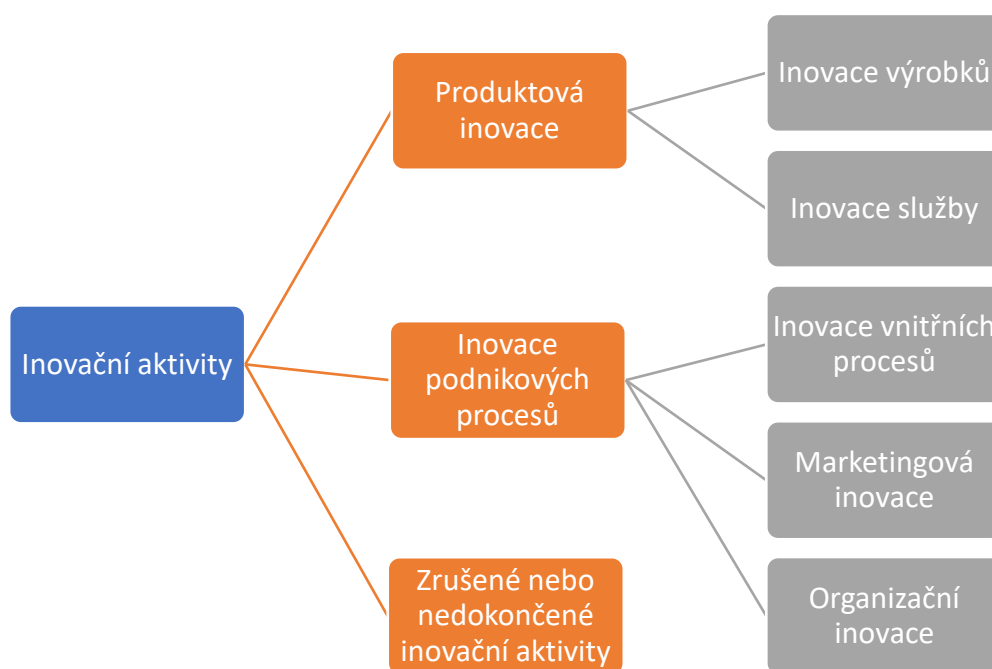 Inovační aktivity
Produktová
inovace
Inovace výrobků
Inovace služby
Inovace
podnikových
procesů
Inovace vnitřních
procesů
Marketingová
inovace
Organizační
inovace
Zrušené nebo
nedokončené
inovační aktivity